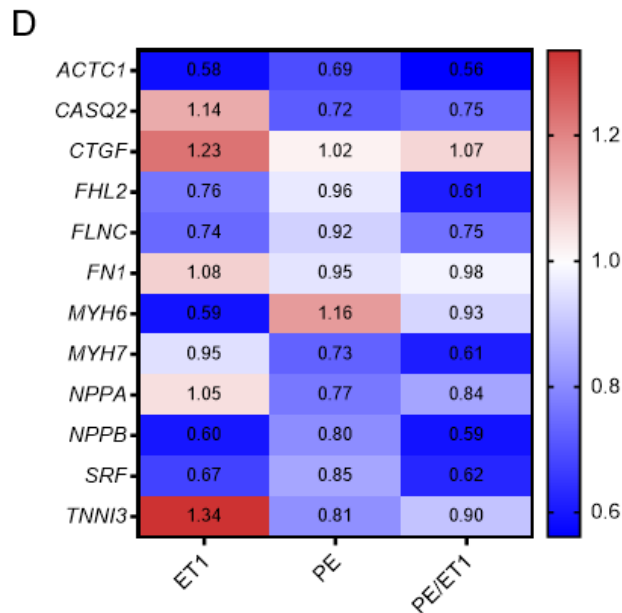 D
ACTC1 0.58 0.69 0.56
CASQ2 1.14 0.72 0.75
CTGF 1.23 1.02 1.07
FHL2 0.76 0.96 0.61
FLNC 0.74 0.92 0.75
FN1 1.08 0.95 0.98
MYH6 0.59 1.16 0.93
MYH7 0.95 0.73 0.61
NPPA 1.05 0.77 0.84
NPPB 0.60 0.80 0.59
SRF 0.67 0.85 0.62
TNNI3 1.34 0.81 0.90
ET1 PE PE/ET1
1.2
1.0
0.8
0.6